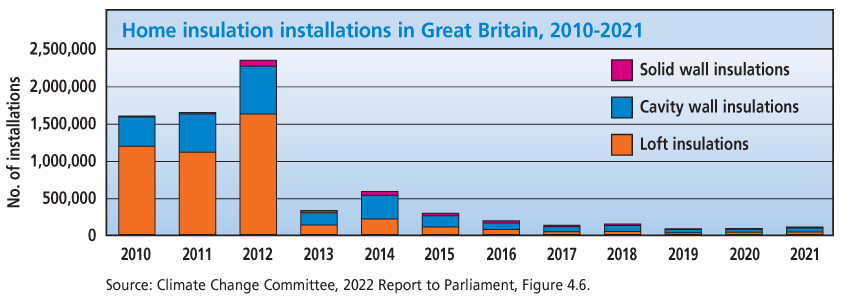 Home insulation installations in Great Britain, 2010-2021
No. of installations
2,500,000
2,000,000
1,500,000
1,000,000
500,000
0
Solid wall insulations
Cavity wall insulations
Loft insulations
2010 2011 2012 2013 2014 2015 2016 2017 2018 2019 2020 2021
Source: Climate Change Committee, 2022 Report to Parliament, Figure 4.6.